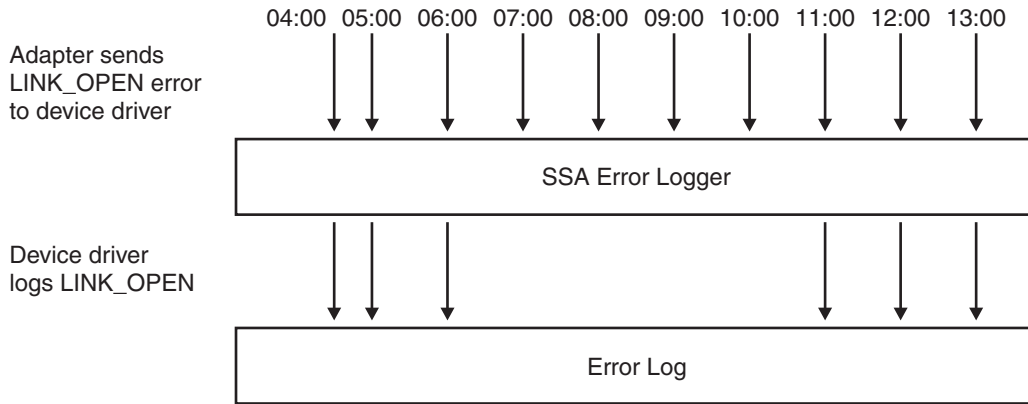 04:00 05:00 06:00 07:00 08:00 09:00 10:00 11:00 12:00 13:00
Adapter sends
LINK_OPEN error
to device driver
SSA Error Logger
Device driver
logs LINK_OPEN
Error Log